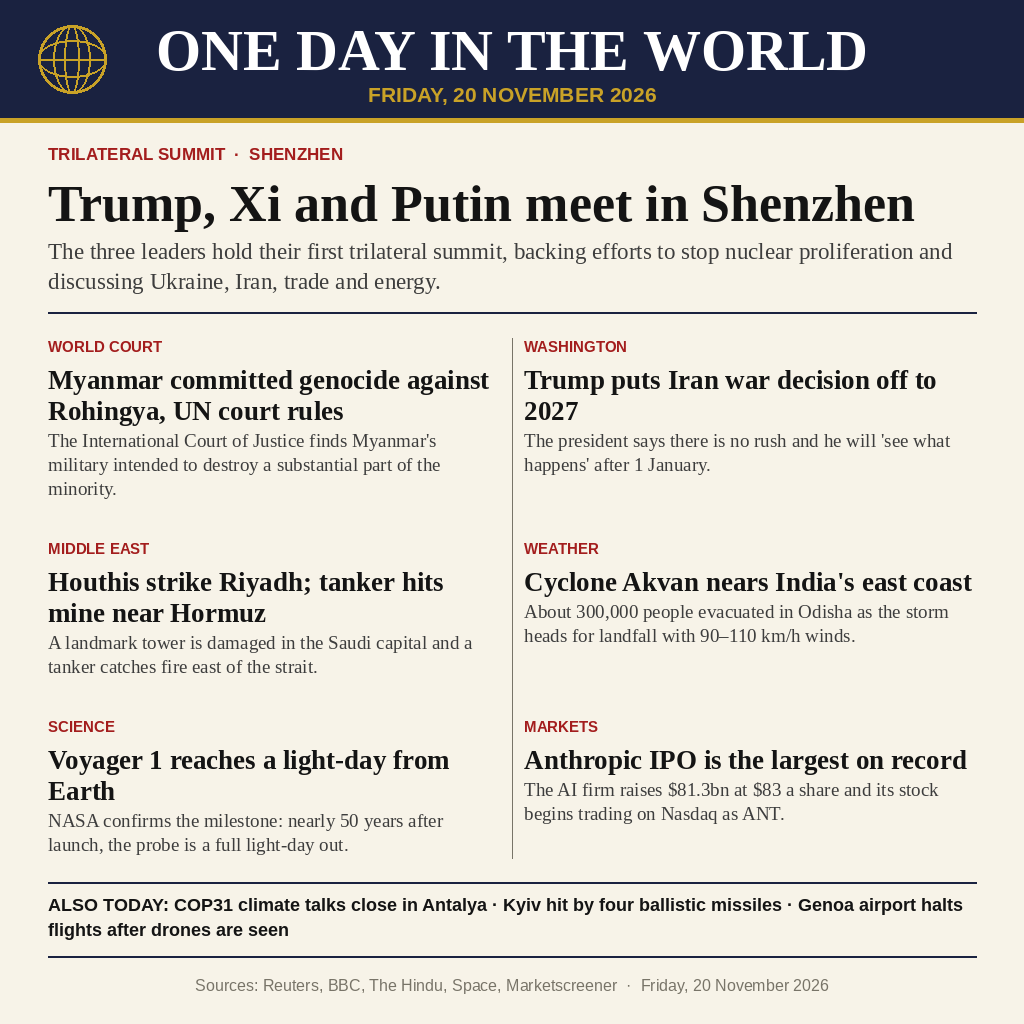 ONE DAY IN THE WORLD
FRIDAY, 20 NOVEMBER 2026
TRILATERAL SUMMIT · SHENZHEN
Trump, Xi and Putin meet in Shenzhen
The three leaders hold their first trilateral summit, backing efforts to stop nuclear proliferation and
discussing Ukraine, Iran, trade and energy.
WORLD COURT
Myanmar committed genocide against
Rohingya, UN court rules
The International Court of Justice finds Myanmar's
military intended to destroy a substantial part of the
minority.
WASHINGTON
Trump puts Iran war decision off to
2027
The president says there is no rush and he will 'see what
happens' after 1 January.
MIDDLE EAST
Houthis strike Riyadh; tanker hits
mine near Hormuz
A landmark tower is damaged in the Saudi capital and a
tanker catches fire east of the strait.
WEATHER
Cyclone Akvan nears India's east coast
About 300,000 people evacuated in Odisha as the storm
heads for landfall with 90–110 km/h winds.
SCIENCE
Voyager 1 reaches a light-day from
Earth
NASA confirms the milestone: nearly 50 years after
launch, the probe is a full light-day out.
MARKETS
Anthropic IPO is the largest on record
The AI firm raises $81.3bn at $83 a share and its stock
begins trading on Nasdaq as ANT.
ALSO TODAY: COP31 climate talks close in Antalya · Kyiv hit by four ballistic missiles · Genoa airport halts
flights after drones are seen
Sources: Reuters, BBC, The Hindu, Space, Marketscreener · Friday, 20 November 2026